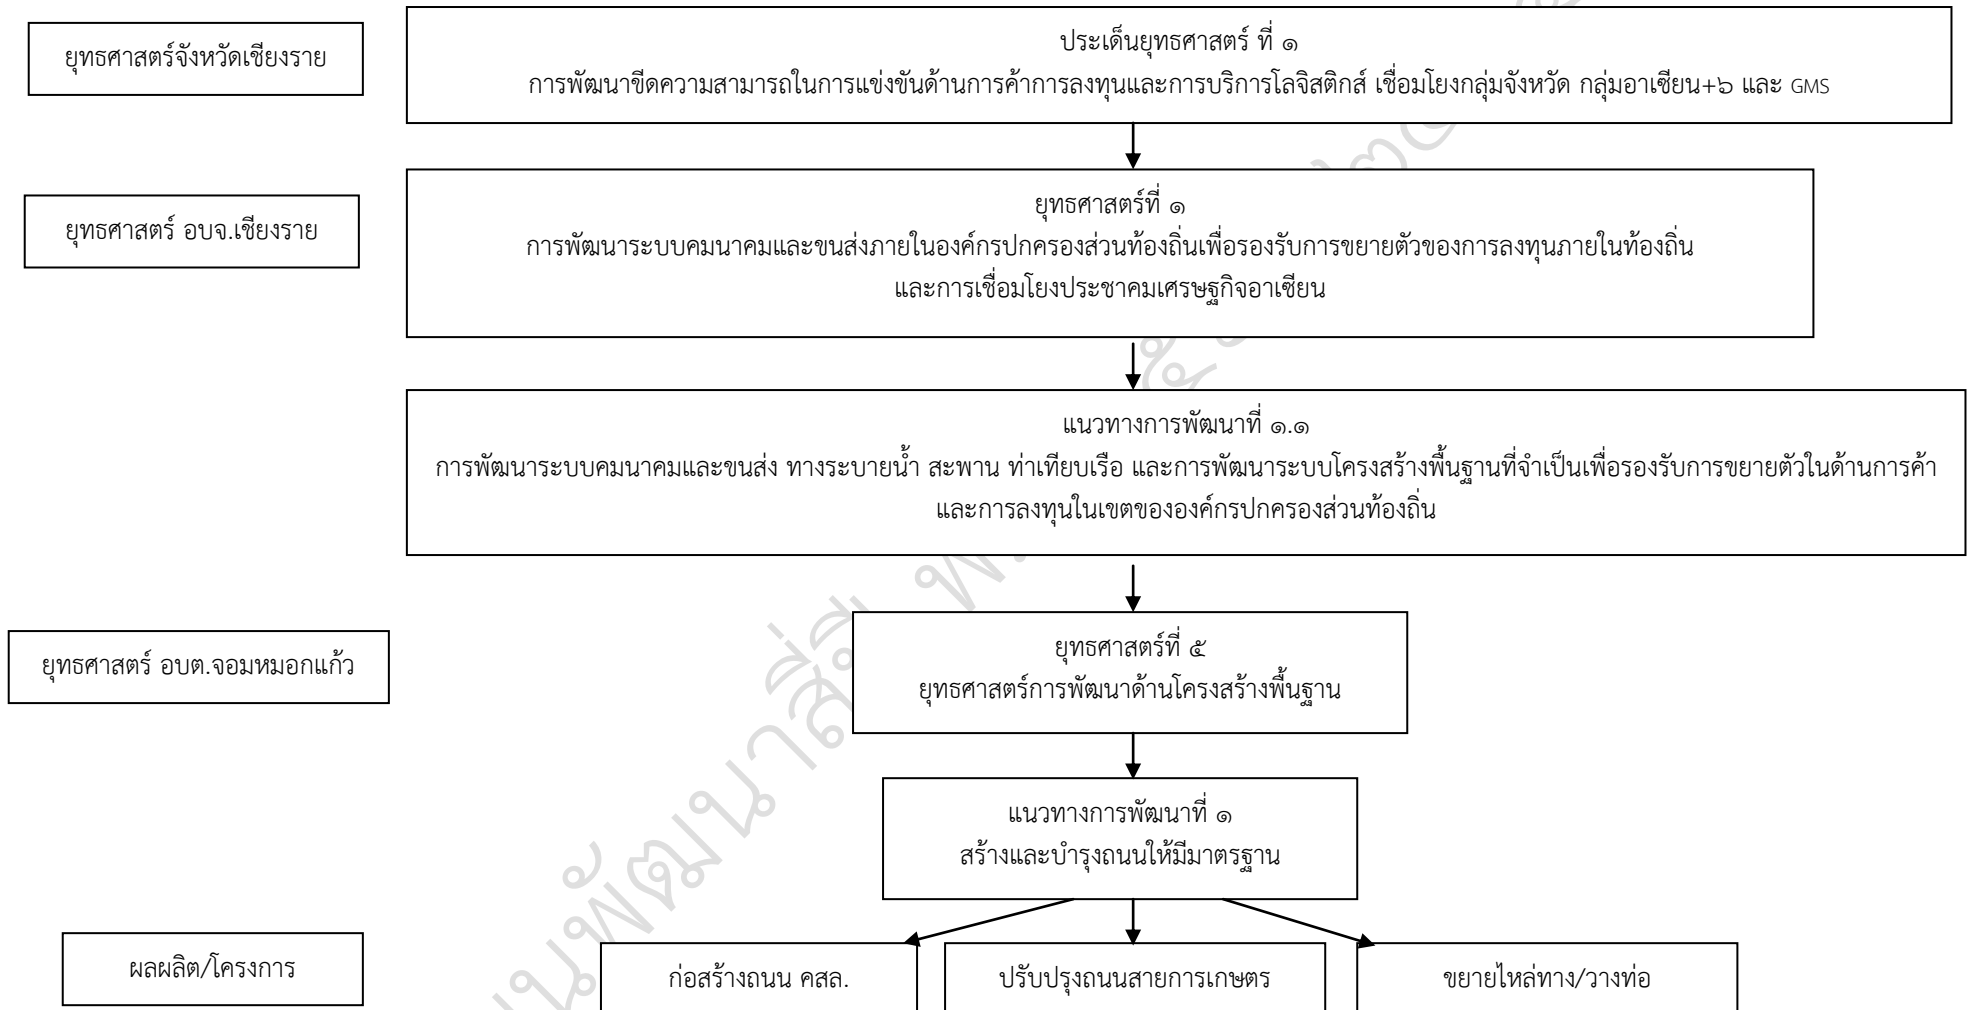 ยุทธศาสตร์จังหวัดเชียงราย
ประเด็นยุทธศาสตร์ ที่ ๑
การพัฒนาขีดความสามารถในการแข่งขันด้านการค้าการลงทุนและการบริการโลจิสติกส์ เชื่อมโยงกลุ่มจังหวัด กลุ่มอาเซียน+๖ และ GMS
ยุทธศาสตร์ อบจ.เชียงราย
ยุทธศาสตร์ที่ ๑
การพัฒนาระบบคมนาคมและขนส่งภายในองค์กรปกครองส่วนท้องถิ่นเพื่อรองรับการขยายตัวของการลงทุนภายในท้องถิ่น
และการเชื่อมโยงประชาคมเศรษฐกิจอาเซียน
แนวทางการพัฒนาที่ ๑.๑
การพัฒนาระบบคมนาคมและขนส่ง ทางระบายน้ำ สะพาน ท่าเทียบเรือ และการพัฒนาระบบโครงสร้างพื้นฐานที่จำเป็นเพื่อรองรับการขยายตัวในด้านการค้า
และการลงทุนในเขตขององค์กรปกครองส่วนท้องถิ่น
ยุทธศาสตร์ อบต.จอมหมอกแก้ว
ยุทธศาสตร์ที่ ๕
ยุทธศาสตร์การพัฒนาด้านโครงสร้างพื้นฐาน
แนวทางการพัฒนาที่ ๑
สร้างและบำรุงถนนให้มีมาตรฐาน
ผลผลิต/โครงการ
ก่อสร้างถนน คสล.
ปรับปรุงถนนสายการเกษตร
ขยายไหล่ทาง/วางท่อ